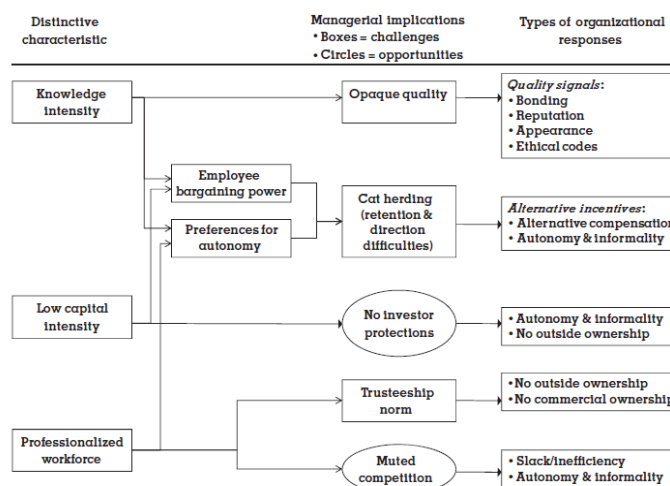 Distinctive
characteristic
Managerial implications
• Boxes = challenges
• Circles = opportunities
Types of organizational
responses
Knowledge
intensity
Opaque quality
Quality signals:
• Bonding
• Reputation
• Appearance
• Ethical codes
Employee
bargaining power
Preferences for
autonomy
Cat herding
(retention &
direction
difficulties)
Alternative incentives:
• Alternative compensation
• Autonomy & informality
Low capital
intensity
No investor
protections
• Autonomy & informality
• No outside ownership
Professionalized
workforce
Trusteeship
norm
• No outside ownership
• No commercial ownership
Muted
competition
• Slack/inefficiency
• Autonomy & informality